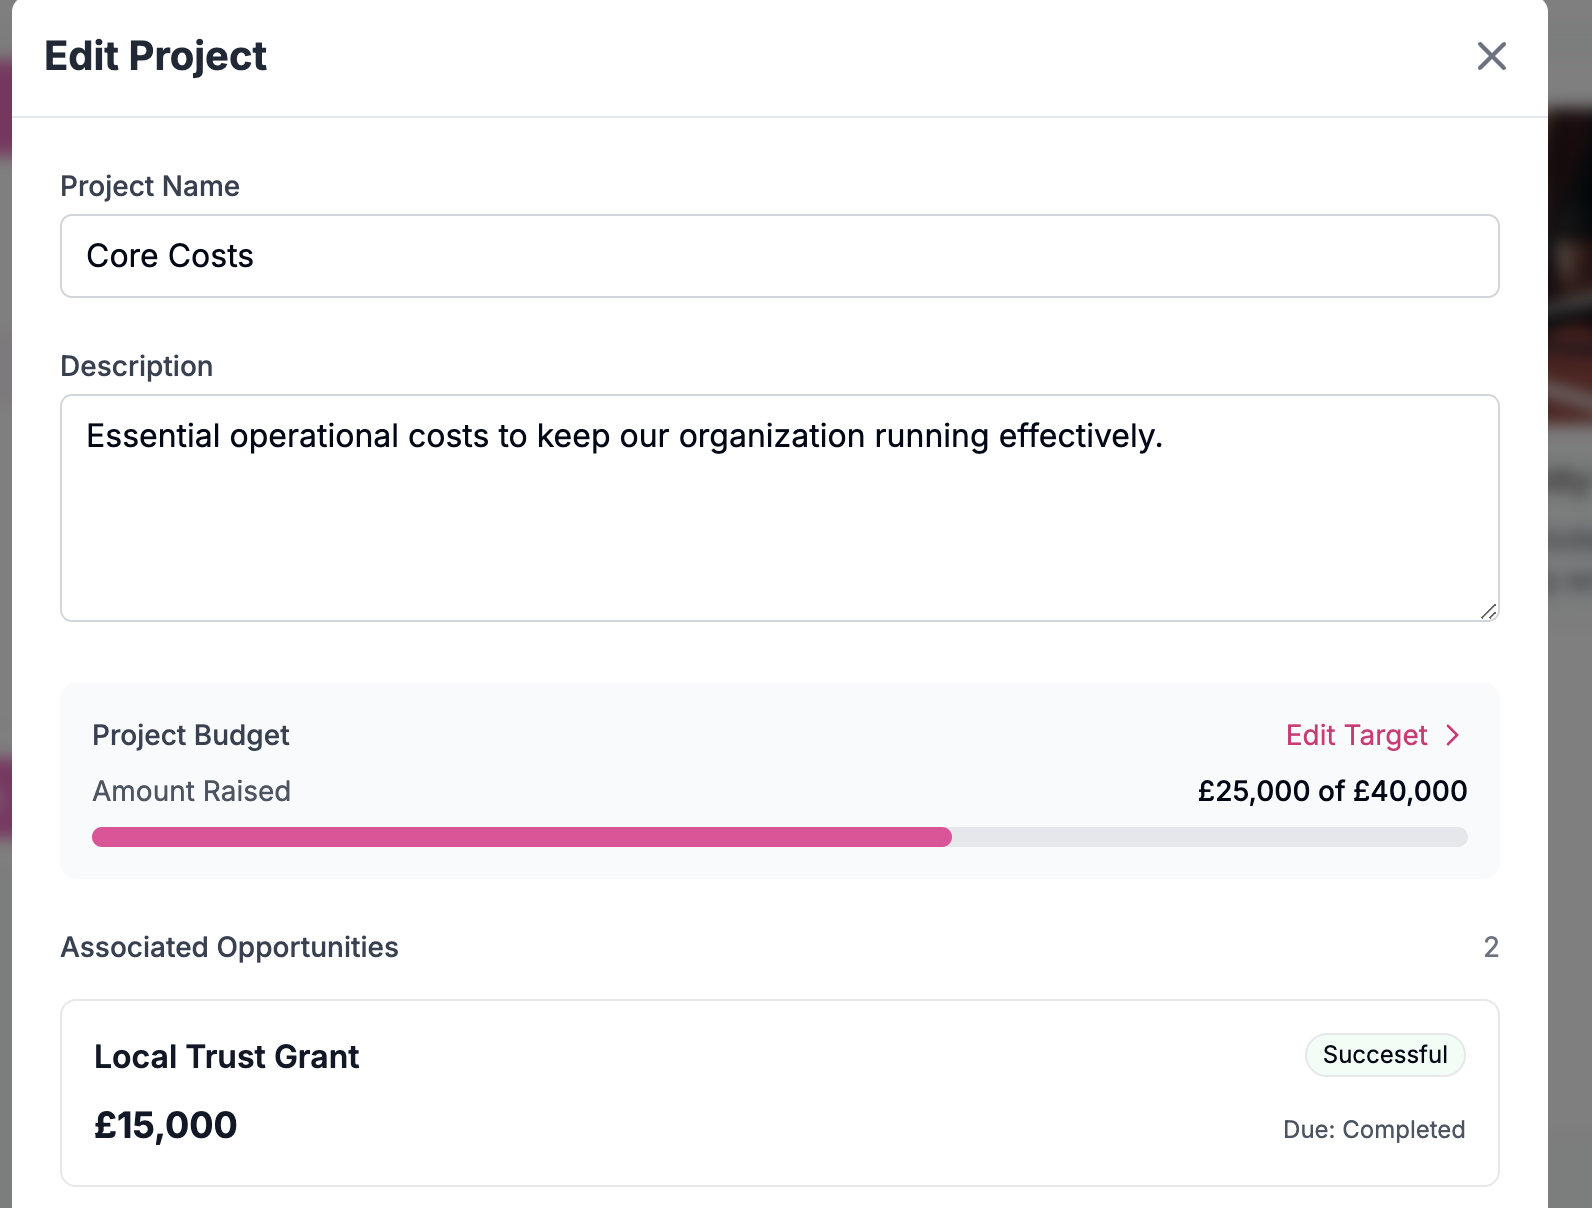 Edit Project
Project Name
Core Costs
Description
Essential operational costs to keep our organization running effectively.
Project Budget
Edit Target
Amount Raised
£25,000 of £40,000
Associated Opportunities
2
Local Trust Grant
Successful
£15,000
Due: Completed